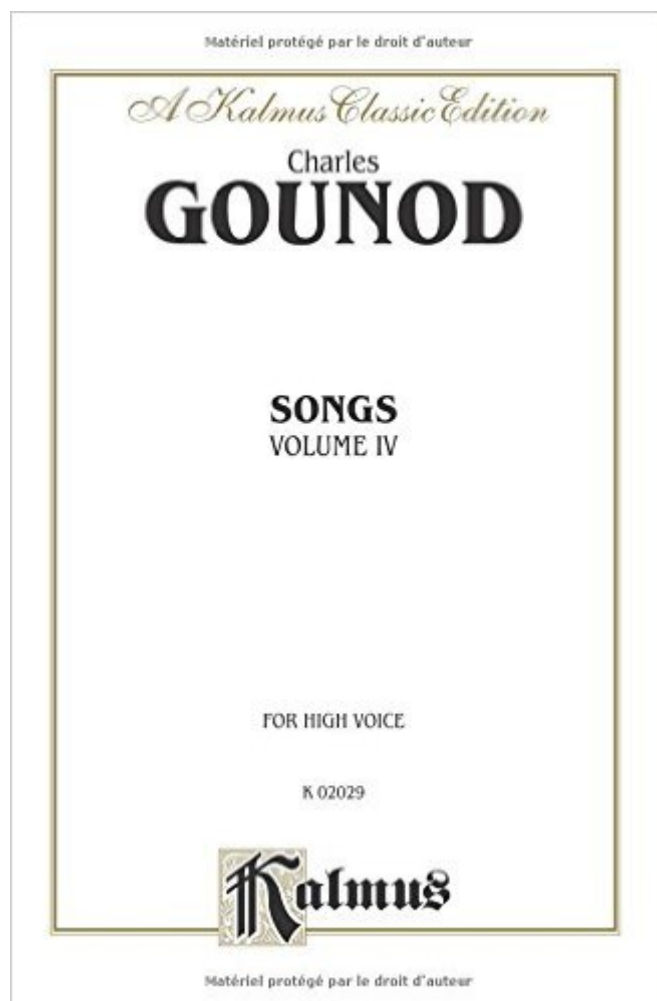 Matériel protégé par le droit d'auteur
A Kalmus Classic Edition
Charles
GOUNOD
SONGS
VOLUME IV
FOR HIGH VOICE
K 02029
Kalmus
Matériel protégé par le droit d'auteur